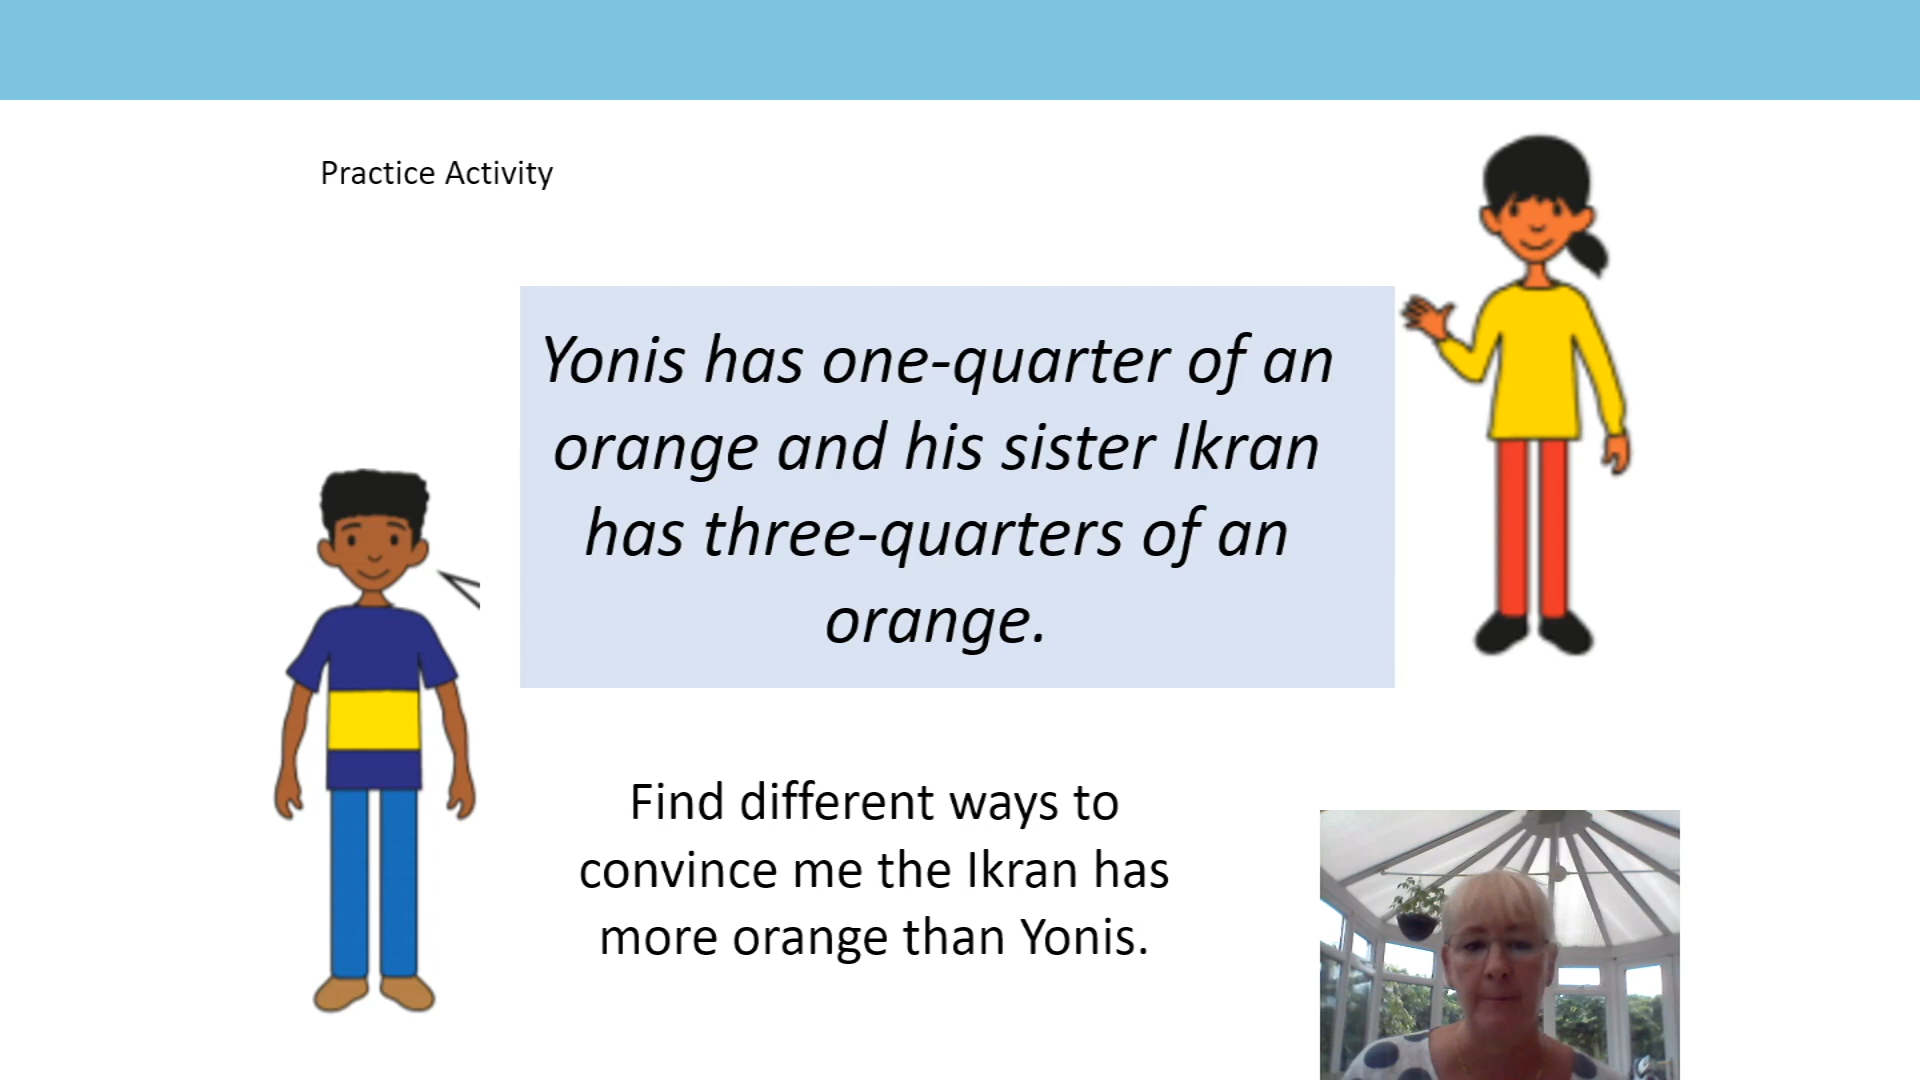 Practice Activity
Yonis has one-quarter of an
orange and his sister Ikran
has three-quarters of an
orange.
Find different ways to
convince me the Ikran has
more orange than Yonis.